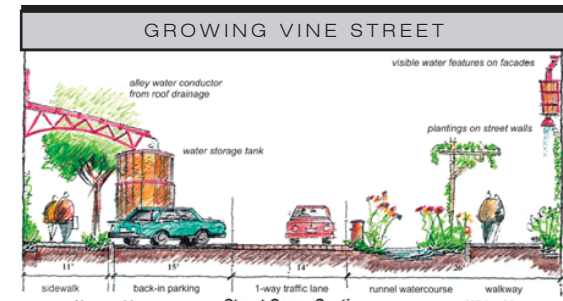 GROWING VINE STREET
visible water features on facades
alley water conductor
from roof drainage
plantings on street walls
water storage tank
11'
15'
14'
26'
sidewalk
back-in parking
1-way traffic lane
runnel watercourse
walkway